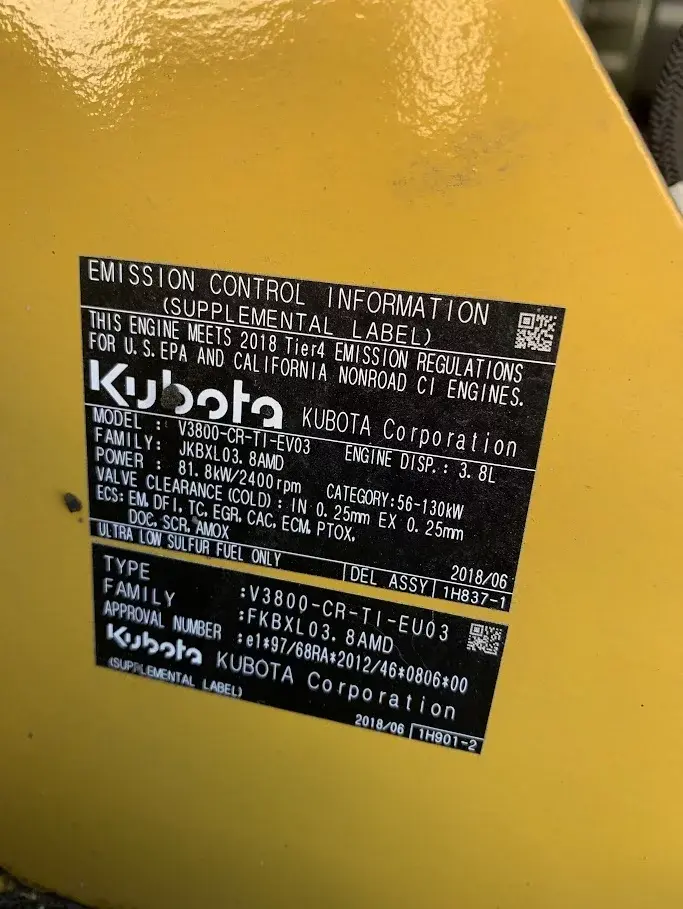 EMISSION CONTROL INFORMATION
(SUPPLEMENTAL LABEL)
THIS ENGINE MEETS 2018 Tier4 EMISSION REGULATIONS
FOR U.S.EPA AND CALIFORNIA NONROAD CI ENGINES.
Kubota KUBOTA Corporation
MODEL : V3800-CR-TI-EV03 ENGINE DISP.: 3.8L
FAMILY: JKBXL03.8AMD
POWER : 81.8kW/2400rpm CATEGORY:56-130kW
VALVE CLEARANCE(COLD): IN 0.25mm EX 0.25mm
ECS: EM, DFI, TC, EGR, CAC, ECM, PTOX,
DOC, SCR, AMOX
2018/06
ULTRA LOW SULFUR FUEL ONLY DEL ASSY 1H837-1
TYPE :V3800-CR-TI-EU03
FAMILY :FKBXL03.8AMD
APPROVAL NUMBER :e1*97/68RA*2012/46*0806*00
Kubota KUBOTA Corporation
(SUPPLEMENTAL LABEL)
2018/06 1H901-2